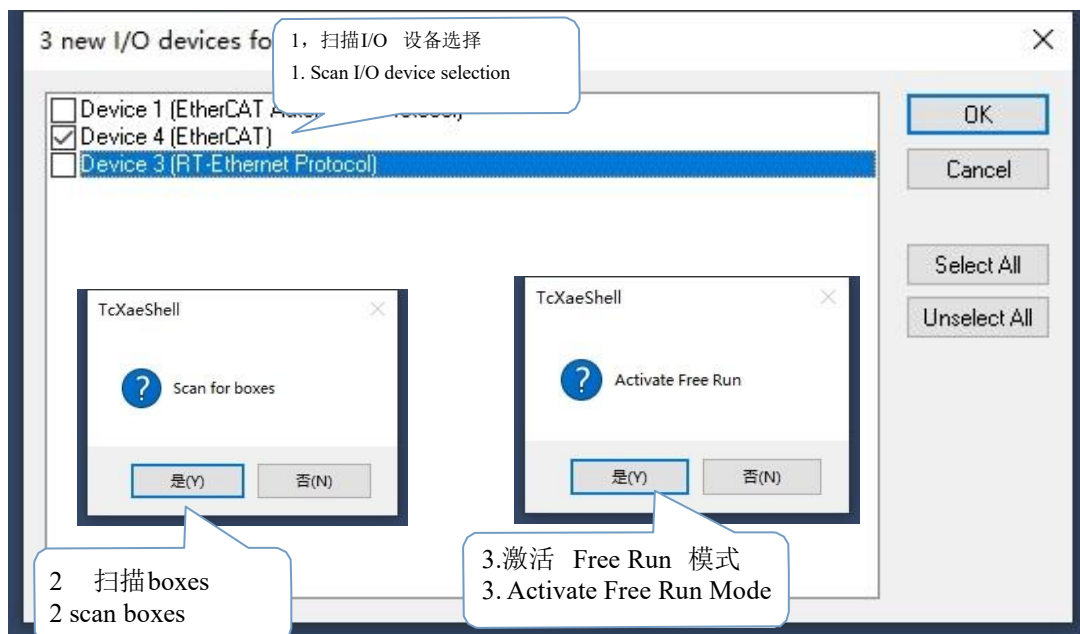 3 new I/O devices fo
1，扫描I/O 设备选择
1. Scan I/O device selection
Device 1 (EtherCAT
Device 4 (EtherCAT)
Device 3 (RT-Ethernet Protocol)
OK
Cancel
Select All
Unselect All
TcXaeShell
Scan for boxes
是(Y)
否(N)
TcXaeShell
Activate Free Run
是(Y)
否(N)
2 扫描boxes
2 scan boxes
3.激活 Free Run 模式
3. Activate Free Run Mode